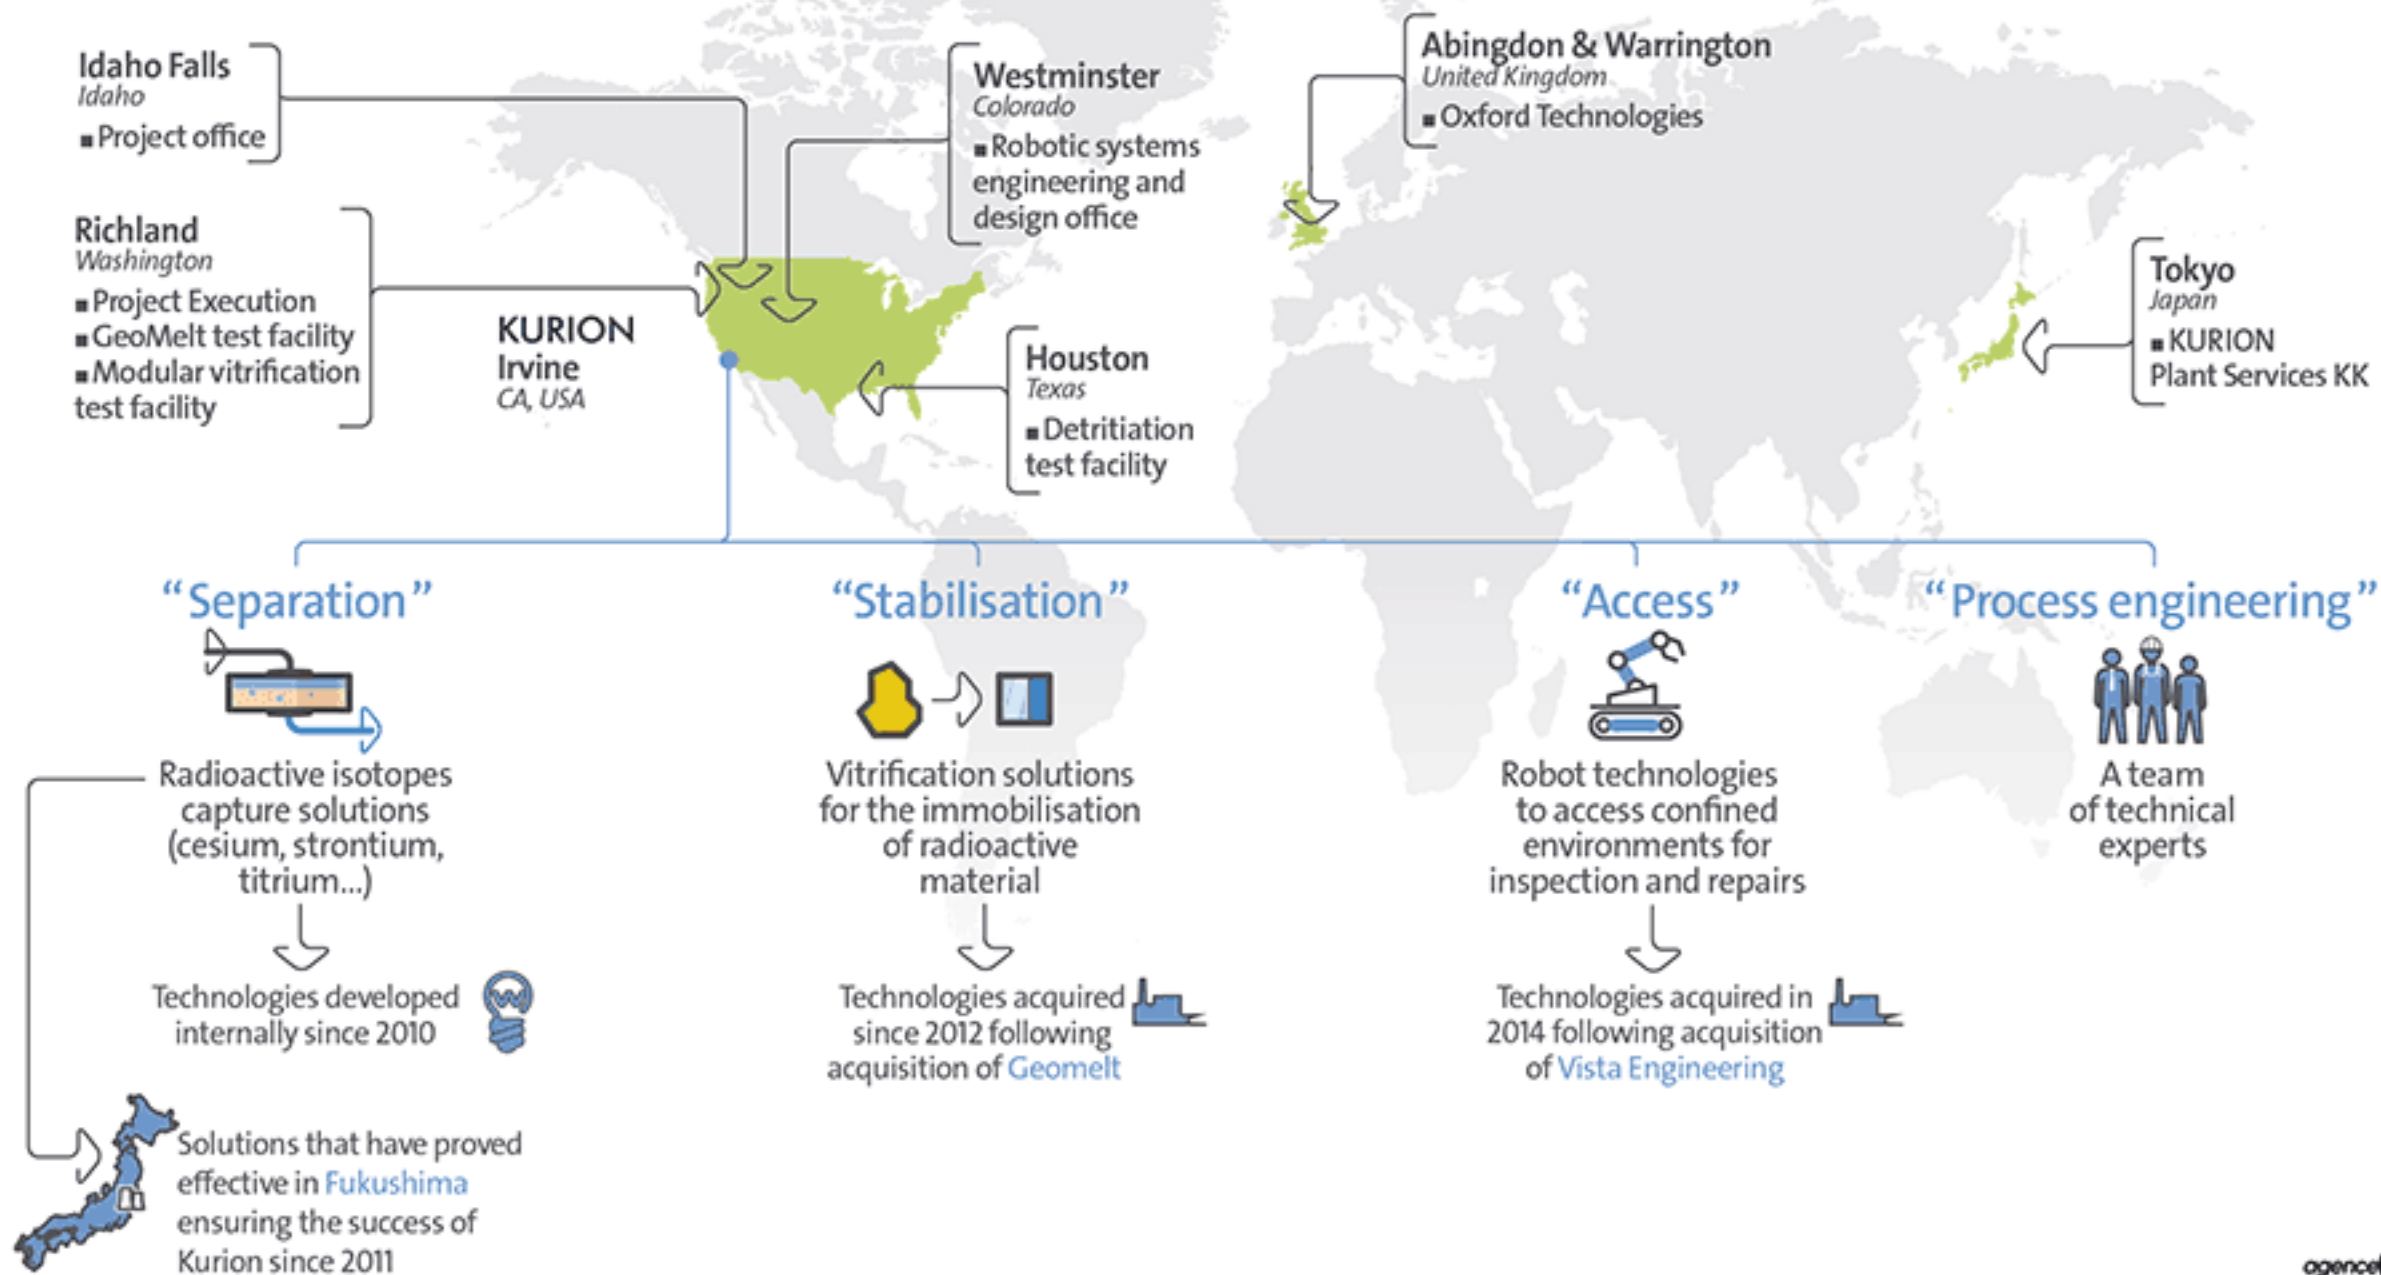 Idaho Falls
Idaho
■ Project office
Richland
Washington
■ Project Execution
■ GeoMelt test facility
■ Modular vitrification
test facility
KURION
Irvine
CA, USA
Westminster
Colorado
■ Robotic systems
engineering and
design office
Houston
Texas
■ Detritiation
test facility
Abingdon & Warrington
United Kingdom
■ Oxford Technologies
Tokyo
Japan
■ KURION
Plant Services KK
“Separation”
Radioactive isotopes
capture solutions
(cesium, strontium,
titrium...)
Technologies developed
internally since 2010
Solutions that have proved
effective in Fukushima
ensuring the success of
Kurion since 2011
“Stabilisation”
Vitrification solutions
for the immobilisation
of radioactive
material
Technologies acquired
since 2012 following
acquisition of Geomelt
“Access”
Robot technologies
to access confined
environments for
inspection and repairs
Technologies acquired in
2014 following acquisition
of Vista Engineering
“Process engineering”
A team
of technical
experts
agence